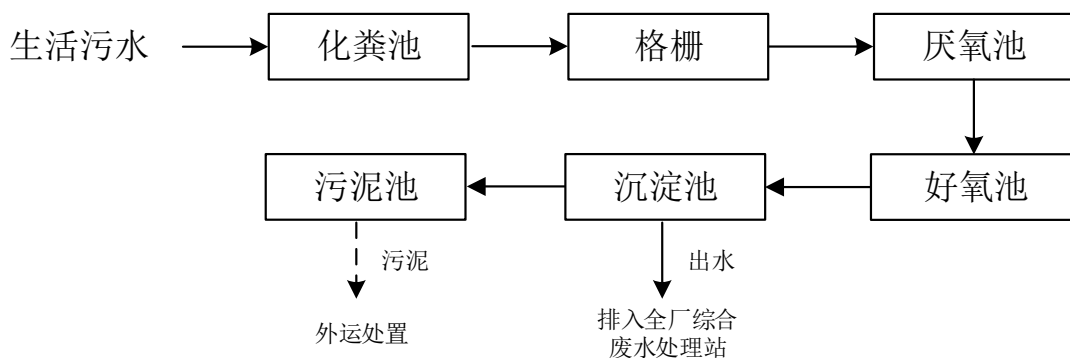 生活污水
化粪池
格栅
厌氧池
污泥池
沉淀池
好氧池
污泥
出水
外运处置
排入全厂综合
废水处理站